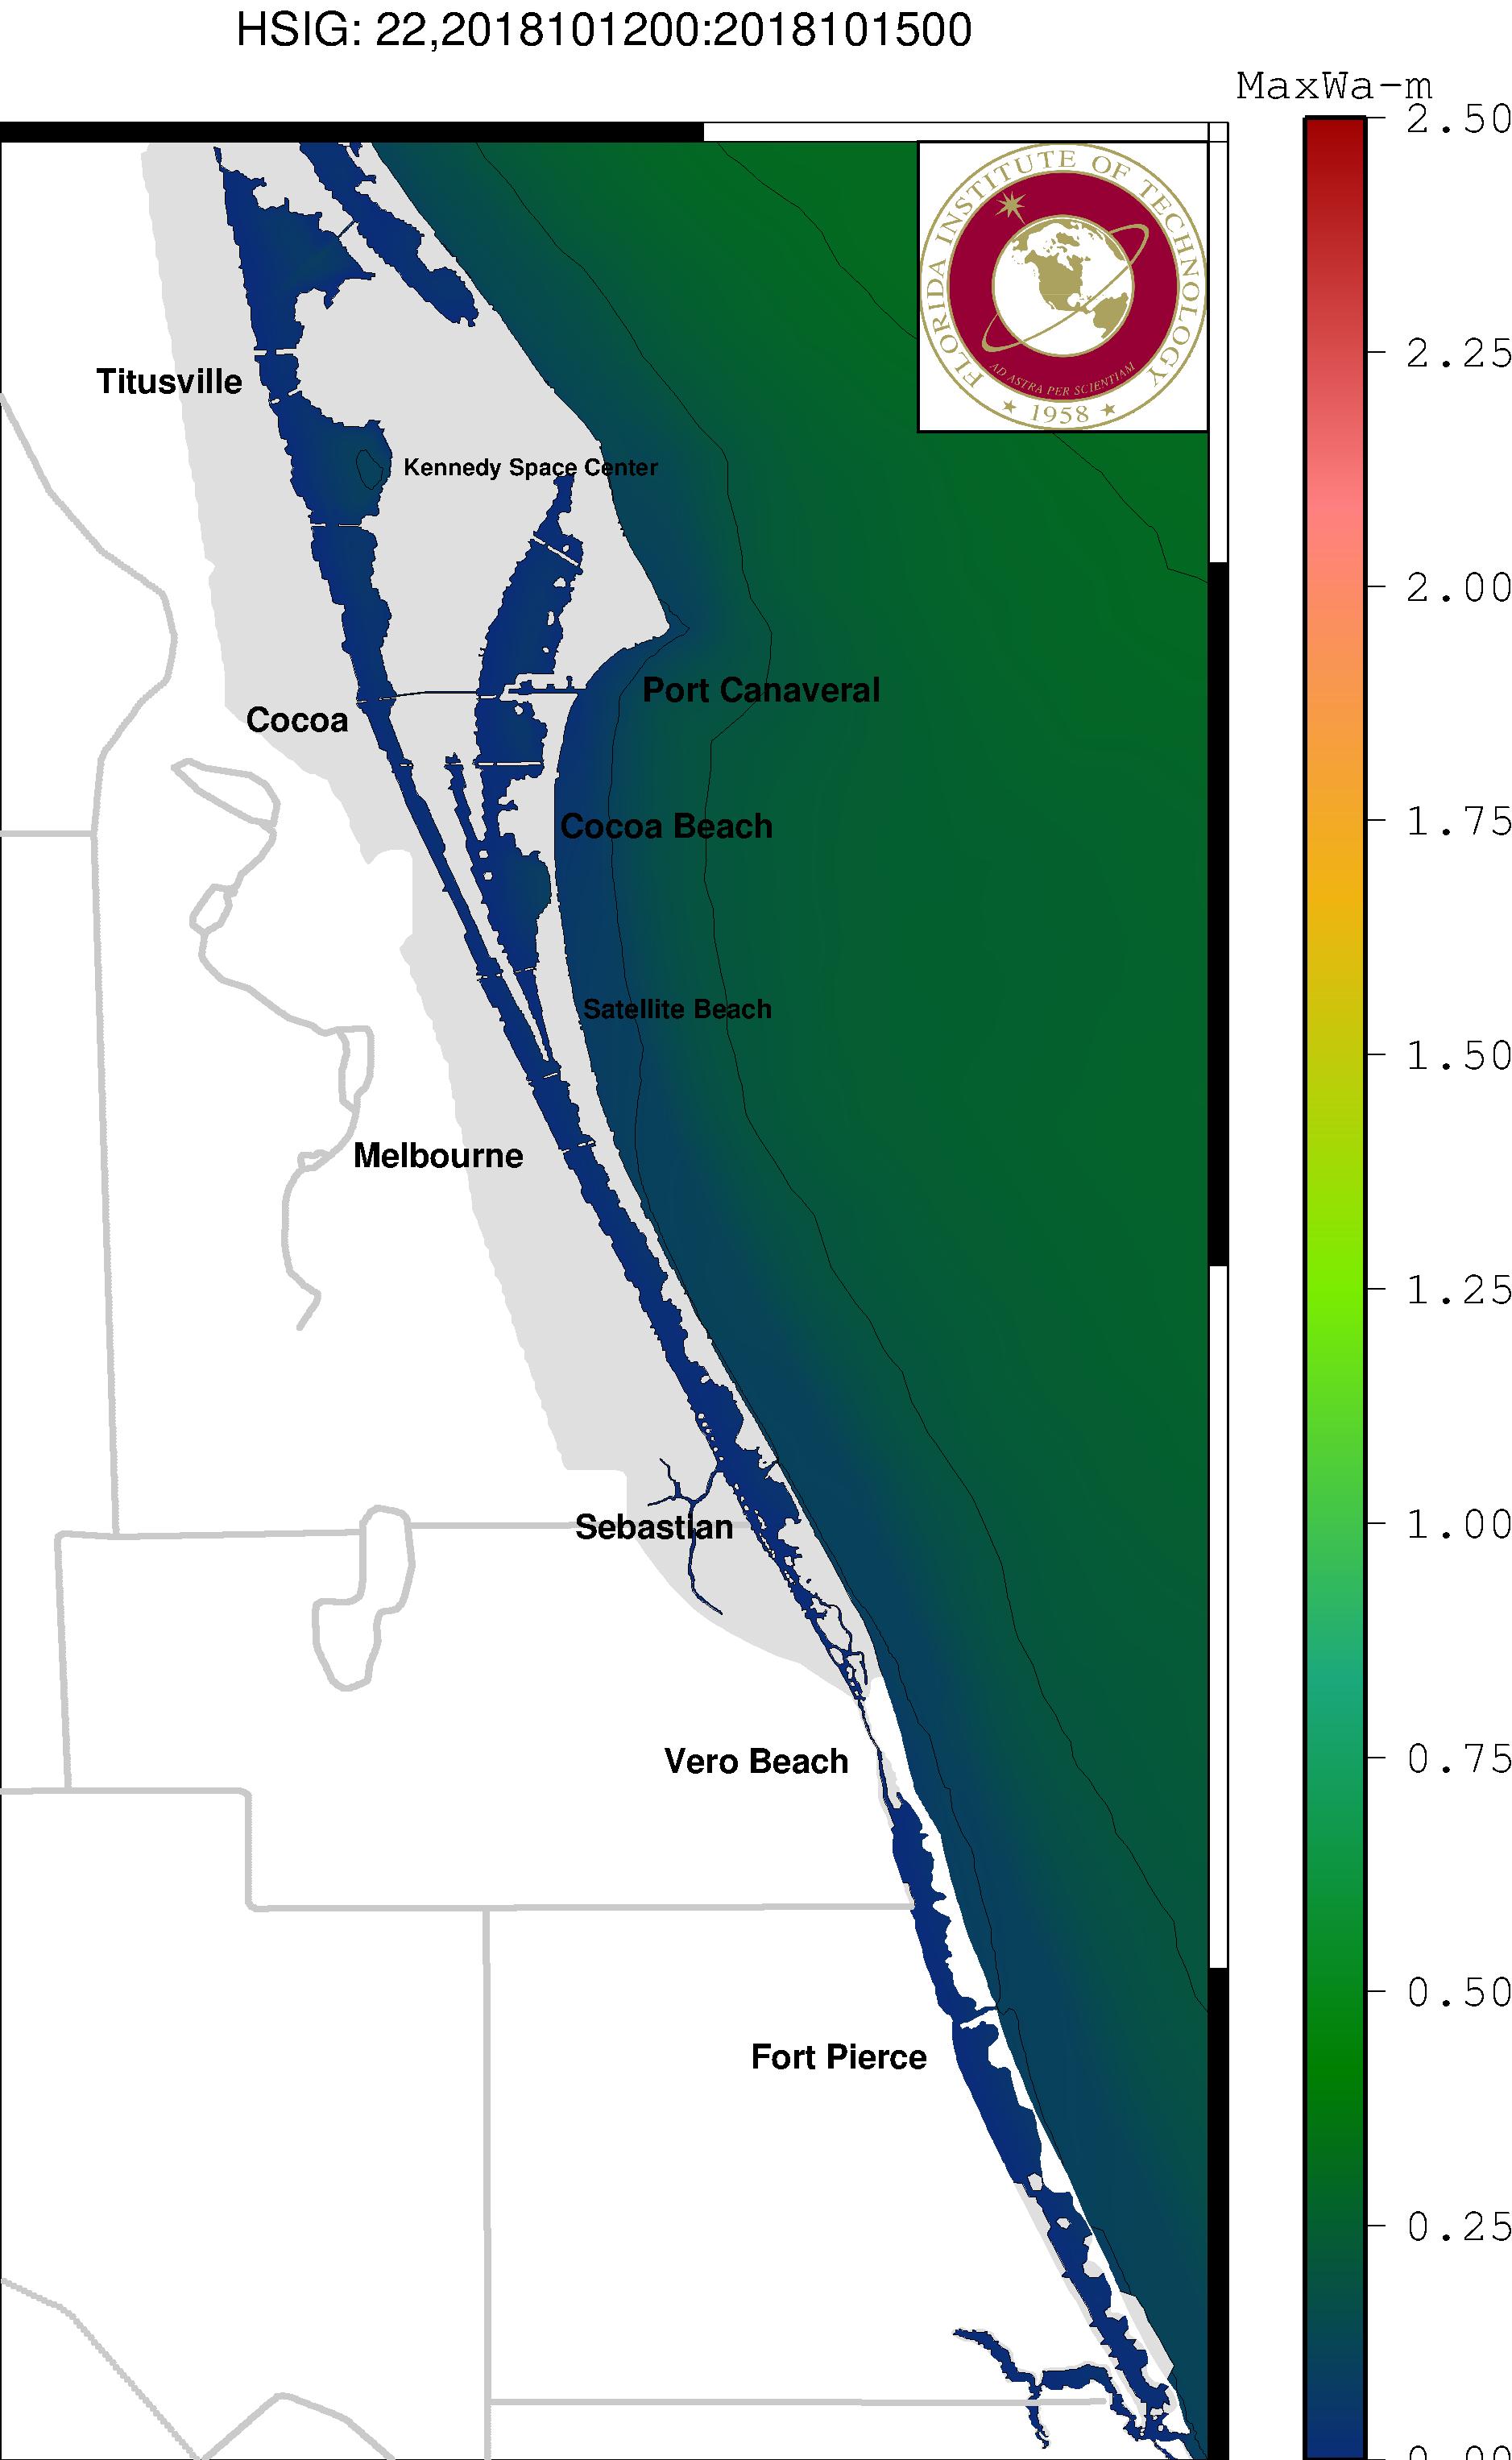 HSIG: 22,2018101200:2018101500
MaxWa-m
2.50
FLORIDA INSTITUTE OF TECHNOLOGY
AD ASTRA PER SCIENTIAM
1958
2.25
Titusville
Kennedy Space Center
2.00
Port Canaveral
Cocoa
1.75
Cocoa Beach
Satellite Beach
1.50
Melbourne
1.25
1.00
Sebastian
0.75
Vero Beach
0.50
Fort Pierce
0.25
0.00